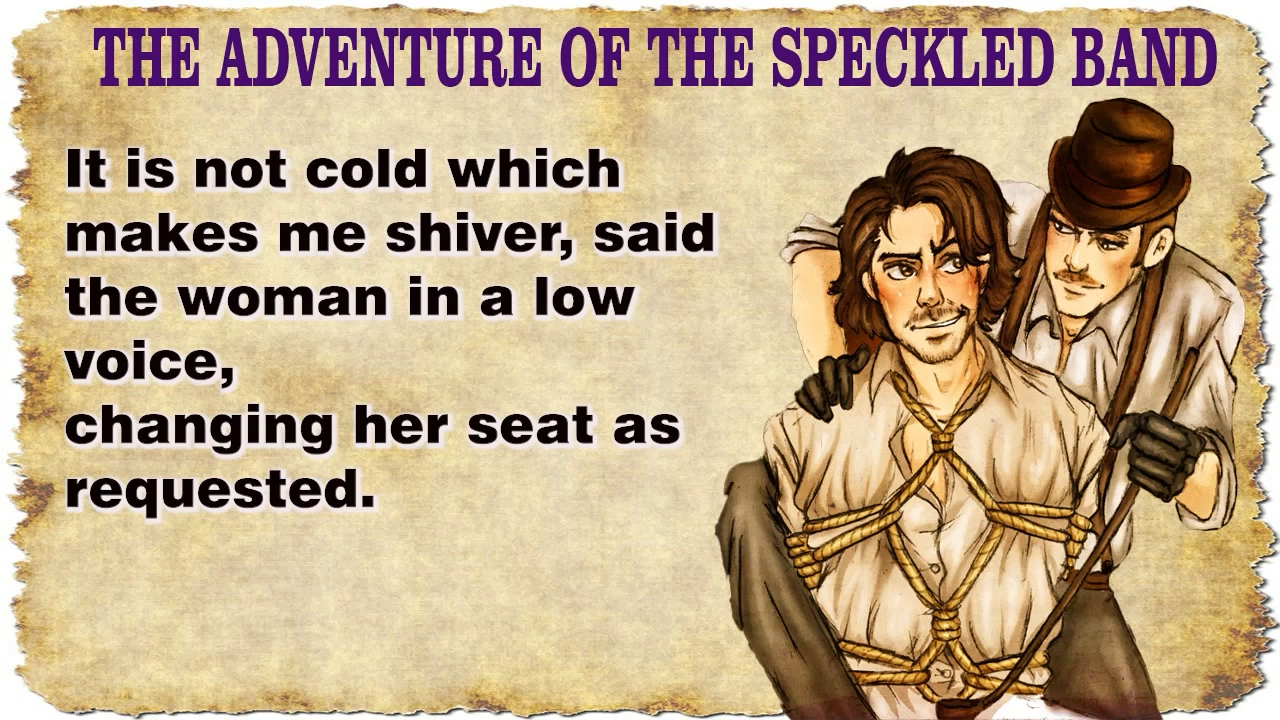 THE ADVENTURE OF THE SPECKLED BAND
It is not cold which
makes me shiver, said
the woman in a low
voice,
changing her seat as
requested.